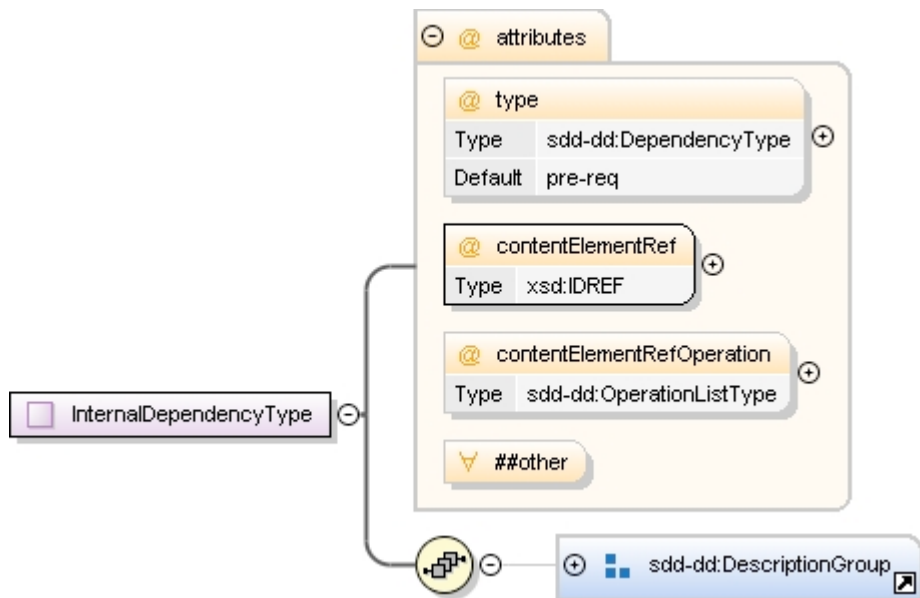 @ attributes
@ type
Type sdd-dd:DependencyType
Default pre-req
@ contentElementRef
Type xsd:IDREF
@ contentElementRefOperation
Type sdd-dd:OperationListType
InternalDependencyType
∀ ##other
sdd-dd:DescriptionGroup